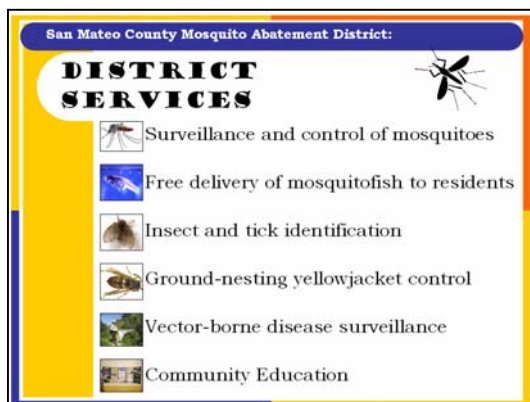 San Mateo County Mosquito Abatement District:
DISTRICT
SERVICES
Surveillance and control of mosquitoes
Free delivery of mosquitofish to residents
Insect and tick identification
Ground-nesting yellowjacket control
Vector-borne disease surveillance
Community Education